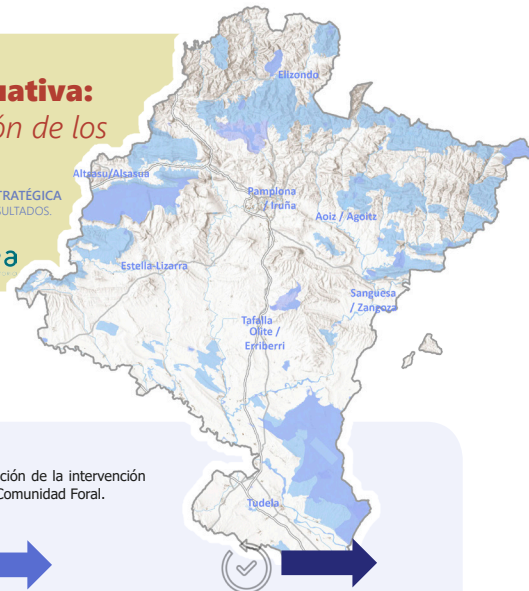 uativa:
ón de los
TRATÉGICA
SULTADOS.
a
Elizondo
Altsasu/Alsasua
Pamplona
/ Iruña
Aoiz / Agoitz
Estella-Lizarra
Sangüesa
/ Zangoza
Tafalla
Olite /
Erriberri
Tudela
ción de la intervención
Comunidad Foral.